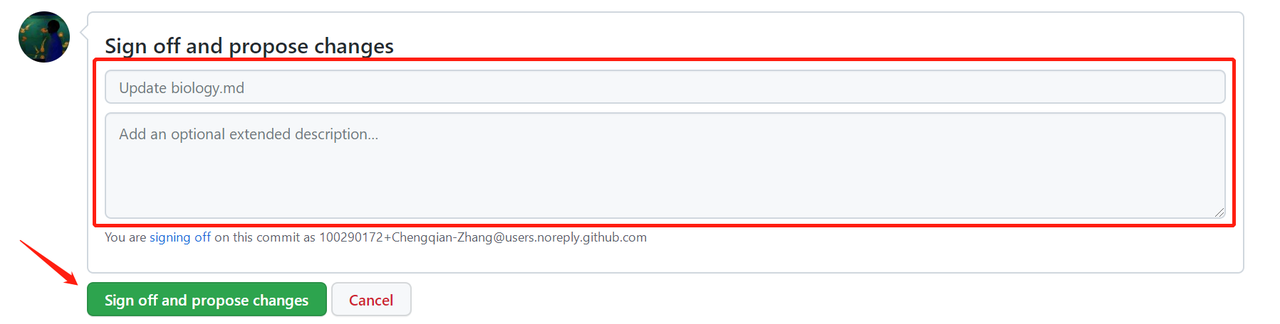 Sign off and propose changes
Update biology.md
Add an optional extended description...
You are signing off on this commit as 100290172+Chengqian-Zhang@users.noreply.github.com
Sign off and propose changes
Cancel